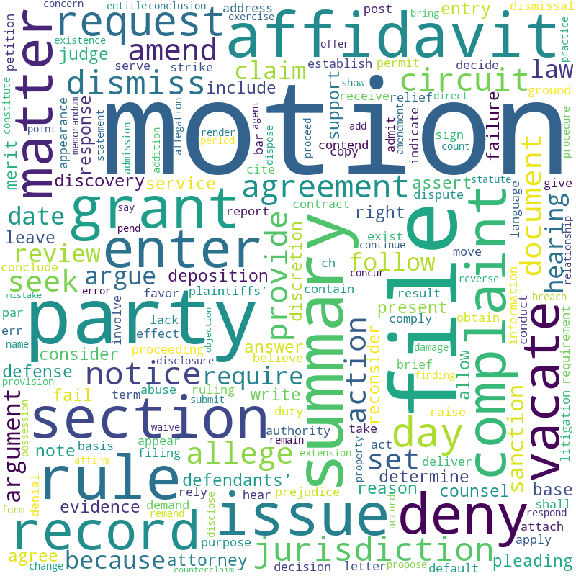 concern
entitle
conclusion
address
post
bring
dismissal
petition
exercise
request
affidavit
entry
existence
judge
amend
offer
practice
constitute
serve
strike
claim
establish
permit
decide
law
merit
matter
appearance
memorandum
response
statement
dismiss
include
circuit
receive
relief
direct
ground
point
admission
addition
allegation
render
period
dispose
proceed
bar
agent
support
show
add
contend
copy
admit
amendment
indicate
sign
count
failure
procedure
motion
cite
discovery
service
agreement
assert
statute
document
language
give
relationship
hearing
date
say
pend
report
contract
right
dispute
leave
grant
enter
provide
summary
discretion
exist
continue
file
complaint
move
review
conclude
seek
argue
deposition
ch
concur
follow
reverse
vacate
mistake
error
involve
favor
plaintiffs'
contain
result
present
information
breach
par
party
lack
effect
objection
disclosure
answer
comply
obtain
conduct
err
name
consider
proceeding
believe
damage
brief
finding
allow
litigation
requirement
provision
defense
notice
require
action
reconsider
day
sanction
fail
term
abuse
ruling
write
duty
raise
submit
possession
waive
section
appear
authority
take
argument
note
basis
filing
allege
remain
extension
property
set
act
deliver
affirm
rule
defendants'
reason
determine
counsel
base
denial
evidence
rely
hear
prejudice
shall
form
demand
remand
disclose
issue
deny
according
attach
respond
record
because
purpose
jurisdiction
apply
agree
attorney
decision
letter
propose
default
pleading
change
counterclaim